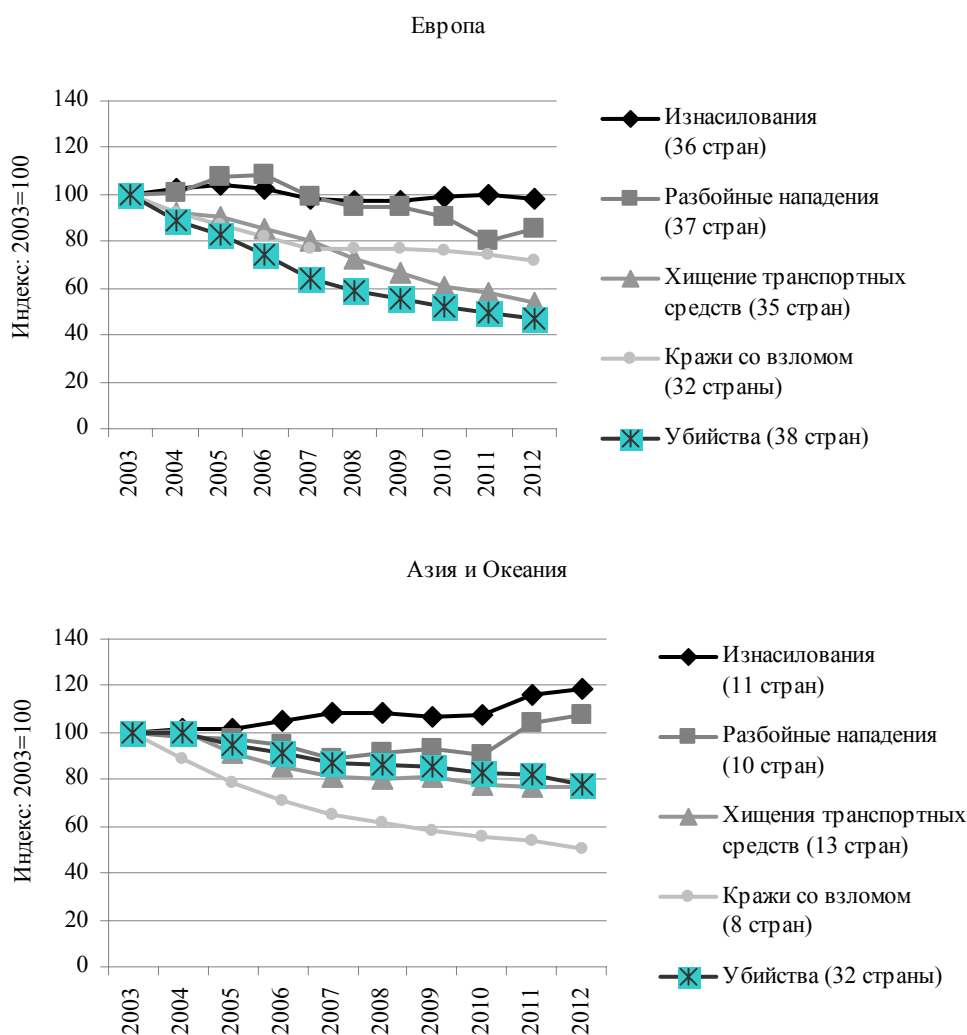 Европа
Индекс: 2003=100
140
120
100
80
60
40
20
0
2003
2004
2005
2006
2007
2008
2009
2010
2011
2012
Изнасилования
(36 стран)
Разбойные нападения
(37 стран)
Хищение транспортных
средств (35 стран)
Кражи со взломом
(32 страны)
Убийства (38 стран)
Азия и Океания
Индекс: 2003=100
140
120
100
80
60
40
20
0
2003
2004
2005
2006
2007
2008
2009
2010
2011
2012
Изнасилования
(11 стран)
Разбойные нападения
(10 стран)
Хищения транспортных
средств (13 стран)
Кражи со взломом
(8 стран)
Убийства (32 страны)